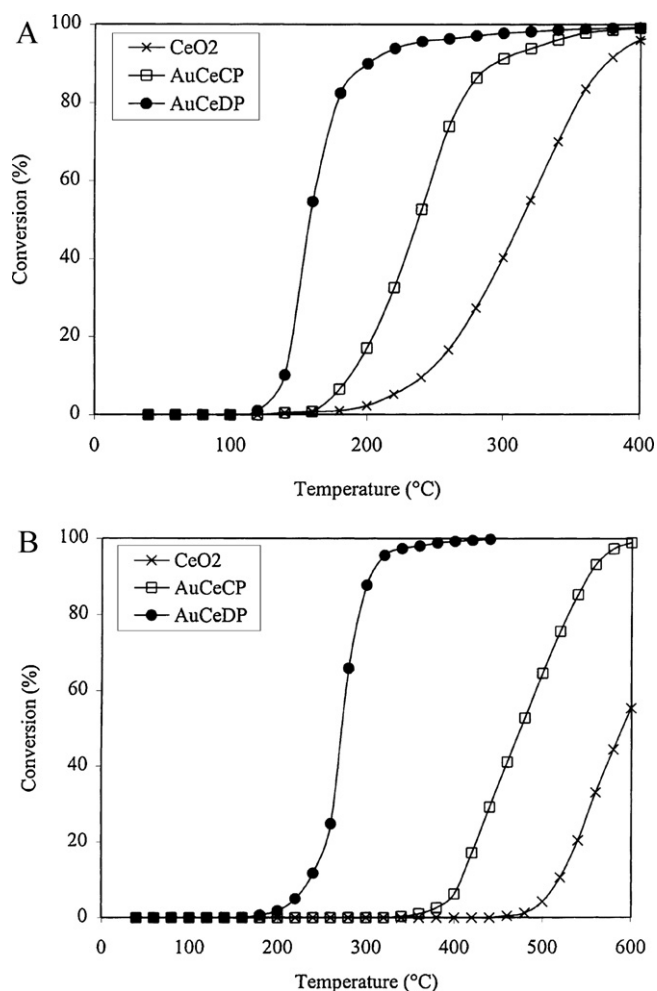 A
CeO2
AuCeCP
AuCeDP
100
80
60
40
20
0
Conversion (%)
0 100 200 300 400
Temperature (°C)
B
CeO2
AuCeCP
AuCeDP
100
80
60
40
20
0
Conversion (%)
0 100 200 300 400 500 600
Temperature (°C)